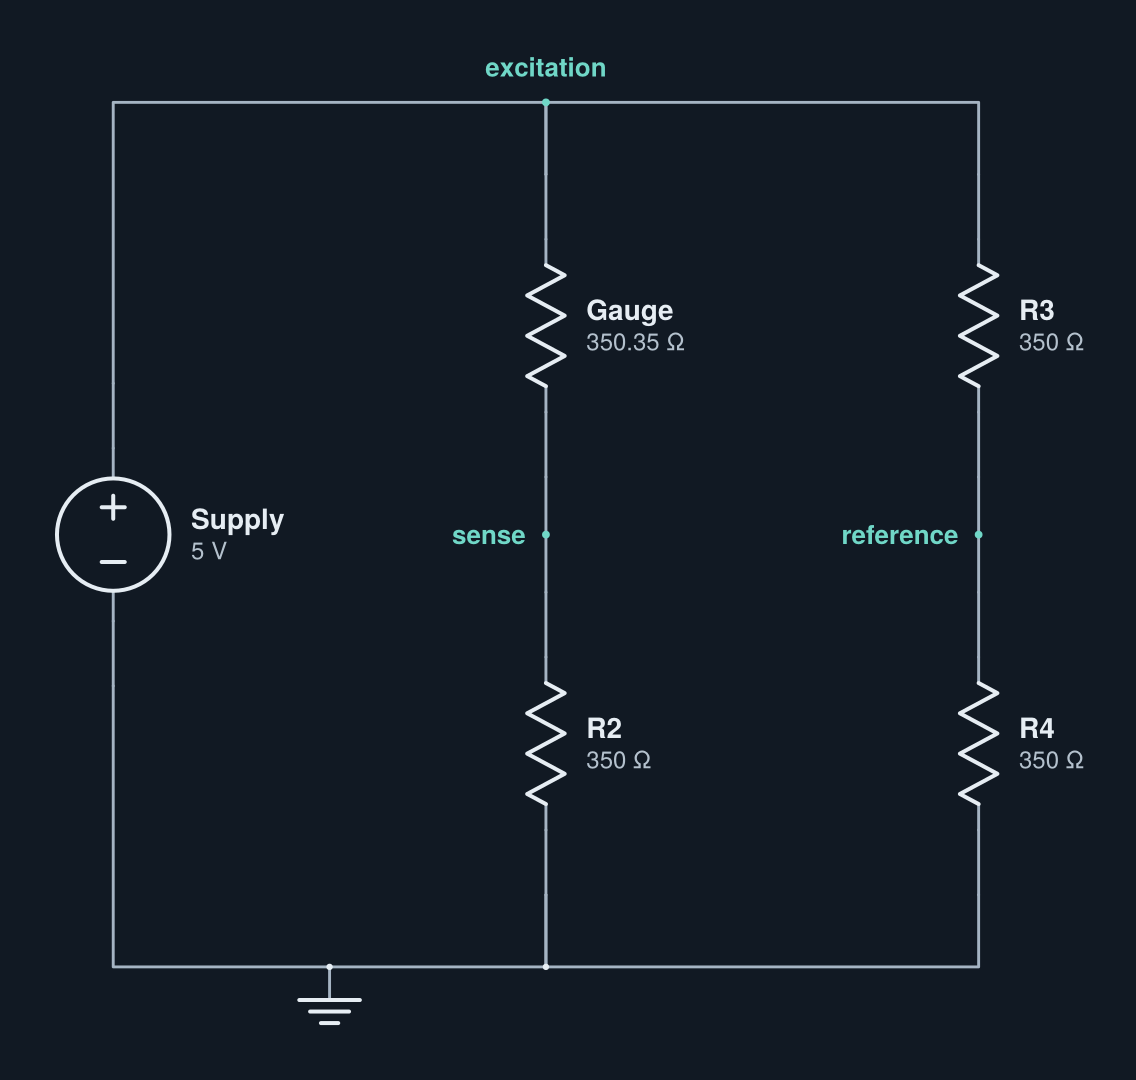 excitation
Gauge
350.35 Ω
R3
350 Ω
+
−
Supply
5 V
sense
reference
R2
350 Ω
R4
350 Ω